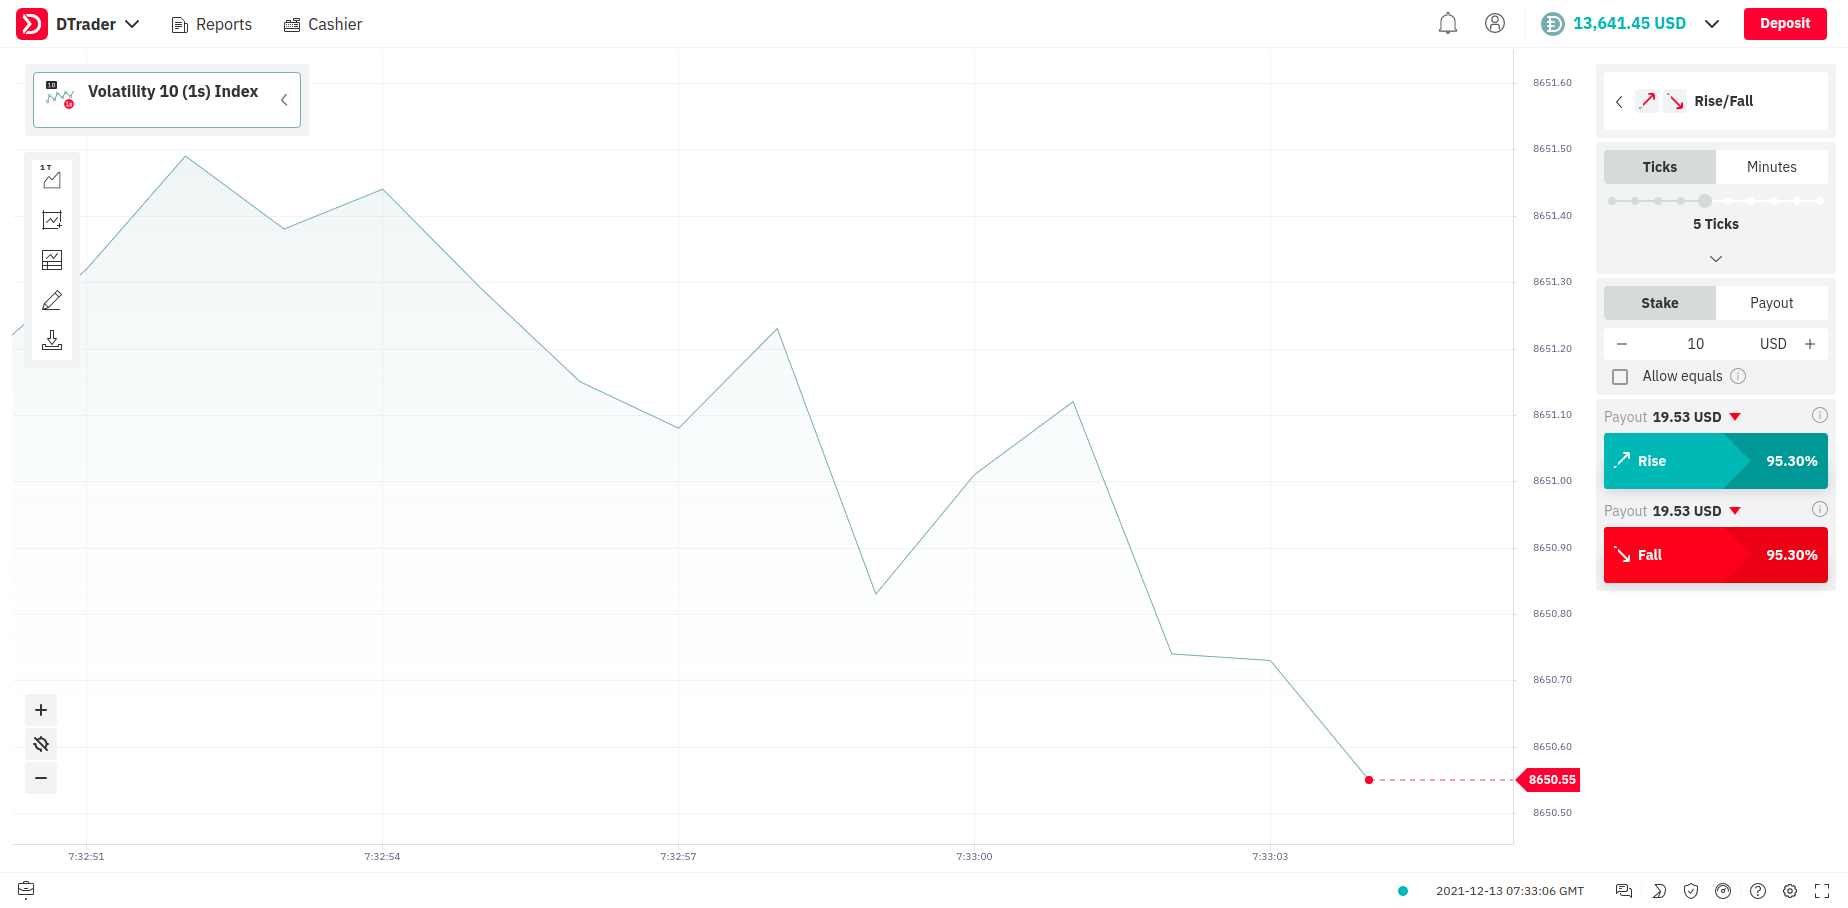 DTrader Reports Cashier 13,641.45 USD Deposit
10
Volatility 10 (1s) Index
1s
1 T
8651.60
8651.50
8651.40
8651.30
8651.20
8651.10
8651.00
8650.90
8650.80
8650.70
8650.60
8650.55
8650.50
7:32:51 7:32:54 7:32:57 7:33:00 7:33:03
Rise/Fall
Ticks Minutes
5 Ticks
Stake Payout
− 10 USD +
Allow equals
Payout 19.53 USD
Rise 95.30%
Payout 19.53 USD
Fall 95.30%
+
−
2021-12-13 07:33:06 GMT